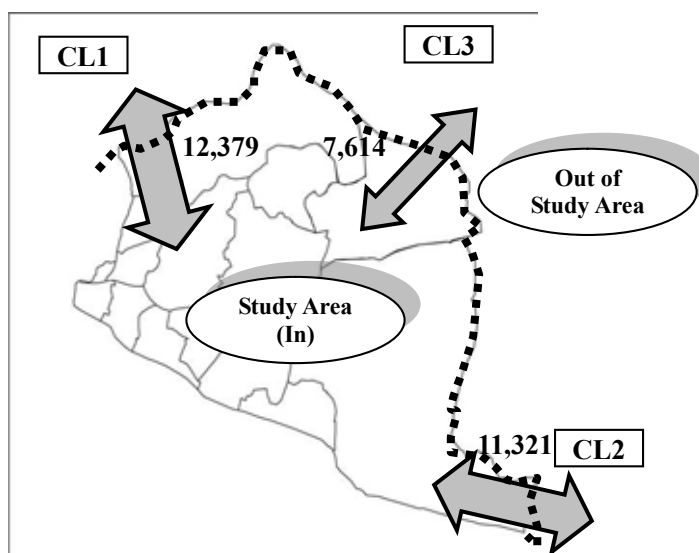 CL1
CL3
12,379
7,614
Out of
Study Area
Study Area
(In)
11,321
CL2